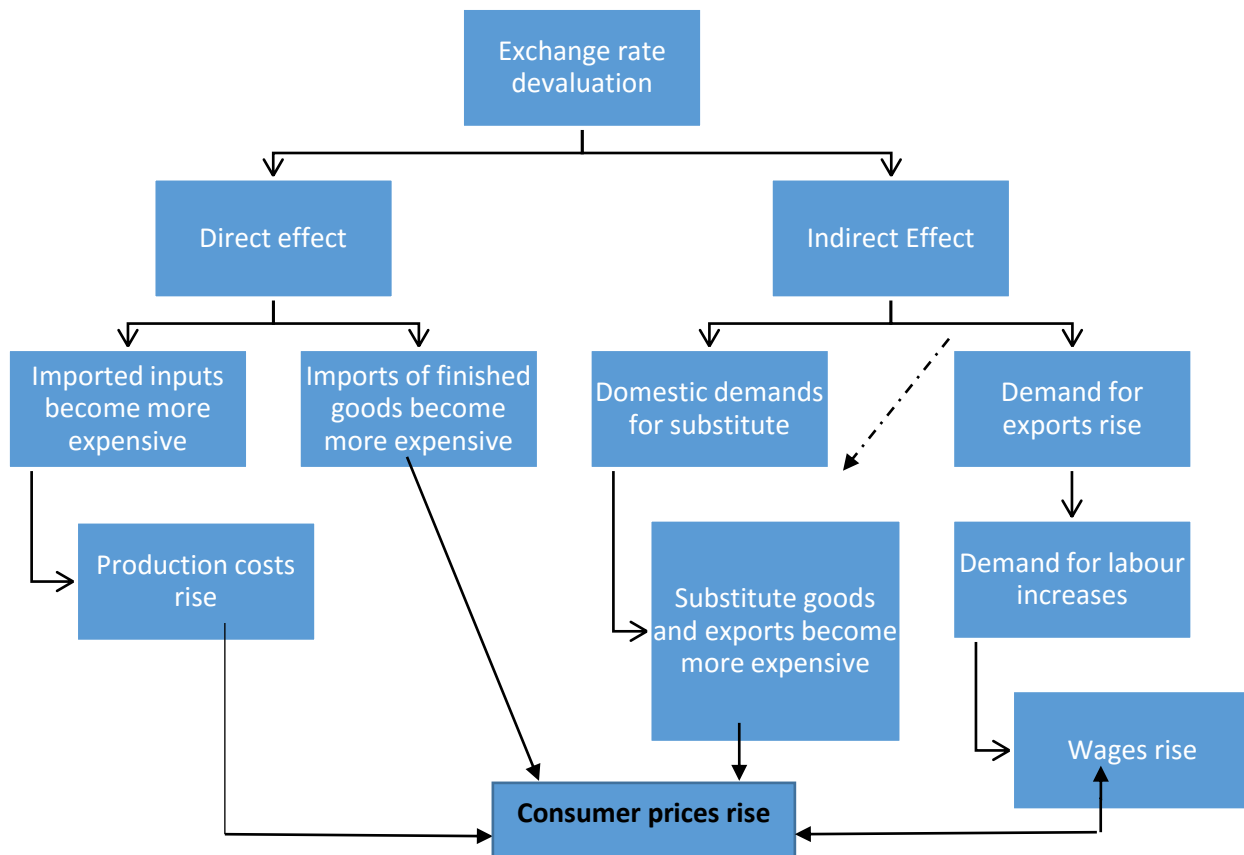 Exchange rate
devaluation
Direct effect
Indirect Effect
Imported inputs
become more
expensive
Imports of finished
goods become
more expensive
Domestic demands
for substitute
Demand for
exports rise
Production costs
rise
Substitute goods
and exports become
more expensive
Demand for labour
increases
Wages rise
Consumer prices rise